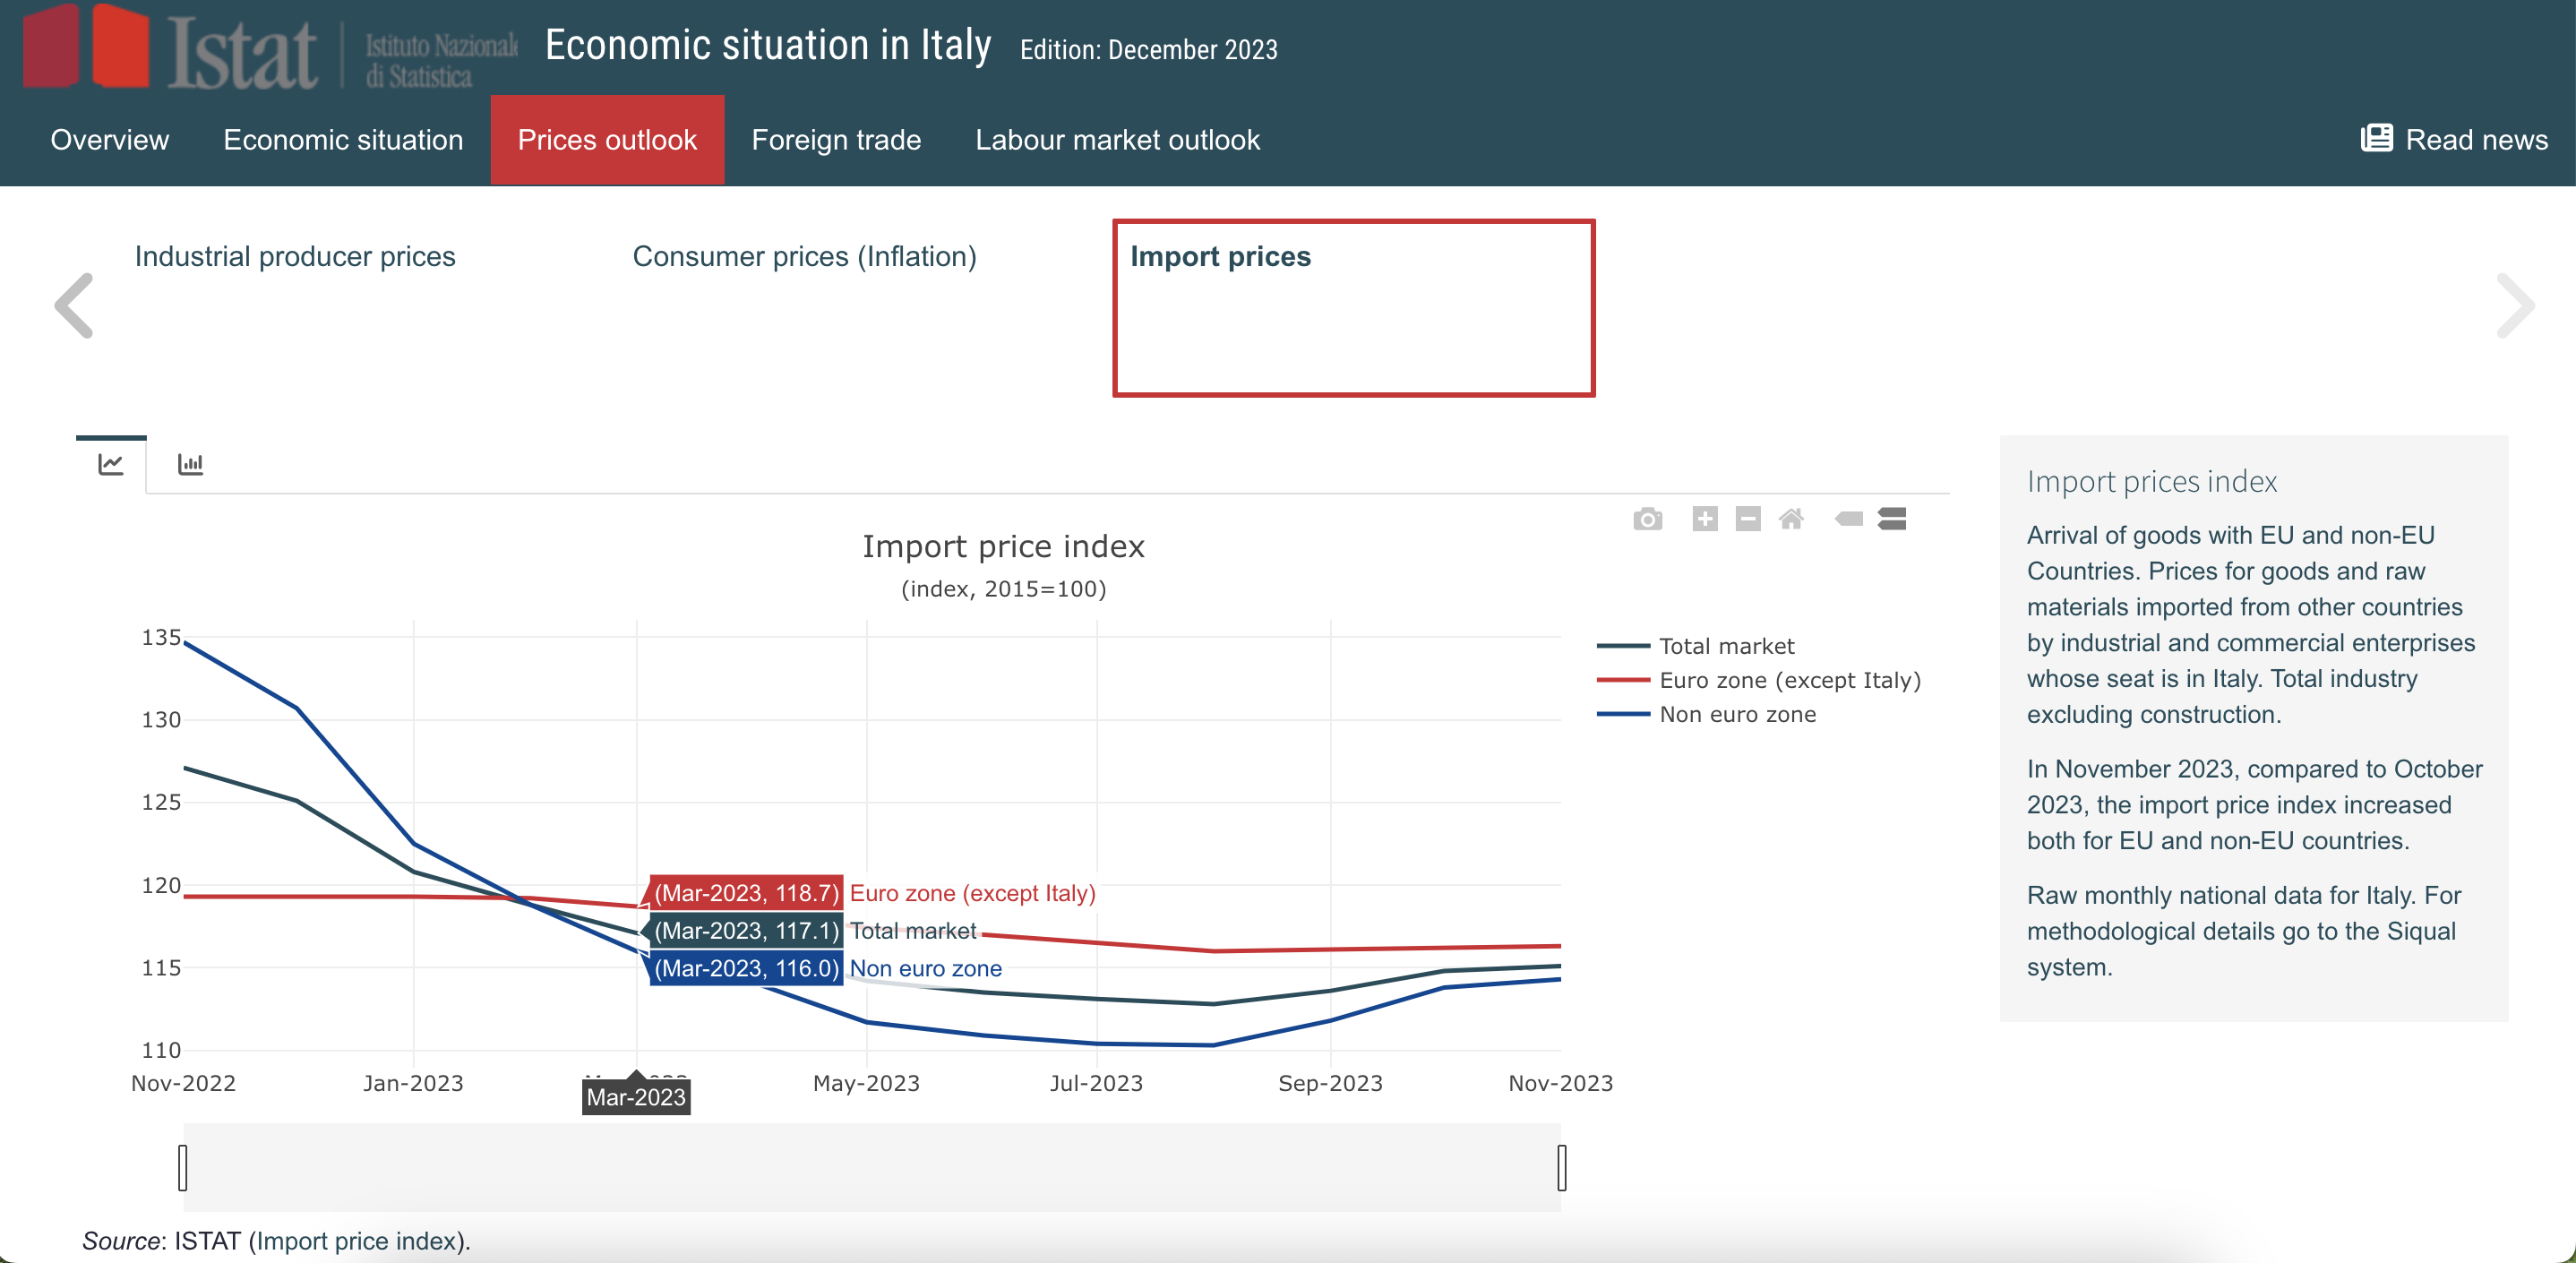 Istat
Istituto Nazionale
di Statistica
Economic situation in Italy Edition: December 2023
Overview Economic situation Prices outlook Foreign trade Labour market outlook Read news
Industrial producer prices Consumer prices (Inflation) Import prices
Import price index
(index, 2015=100)
135
130
125
120
115
110
Total market
Euro zone (except Italy)
Non euro zone
(Mar-2023, 118.7) Euro zone (except Italy)
(Mar-2023, 117.1) Total market
(Mar-2023, 116.0) Non euro zone
Nov-2022 Jan-2023 May-2023 Jul-2023 Sep-2023 Nov-2023
Mar-2023
Source: ISTAT (Import price index).
Import prices index
Arrival of goods with EU and non-EU
Countries. Prices for goods and raw
materials imported from other countries
by industrial and commercial enterprises
whose seat is in Italy. Total industry
excluding construction.
In November 2023, compared to October
2023, the import price index increased
both for EU and non-EU countries.
Raw monthly national data for Italy. For
methodological details go to the Siqual
system.